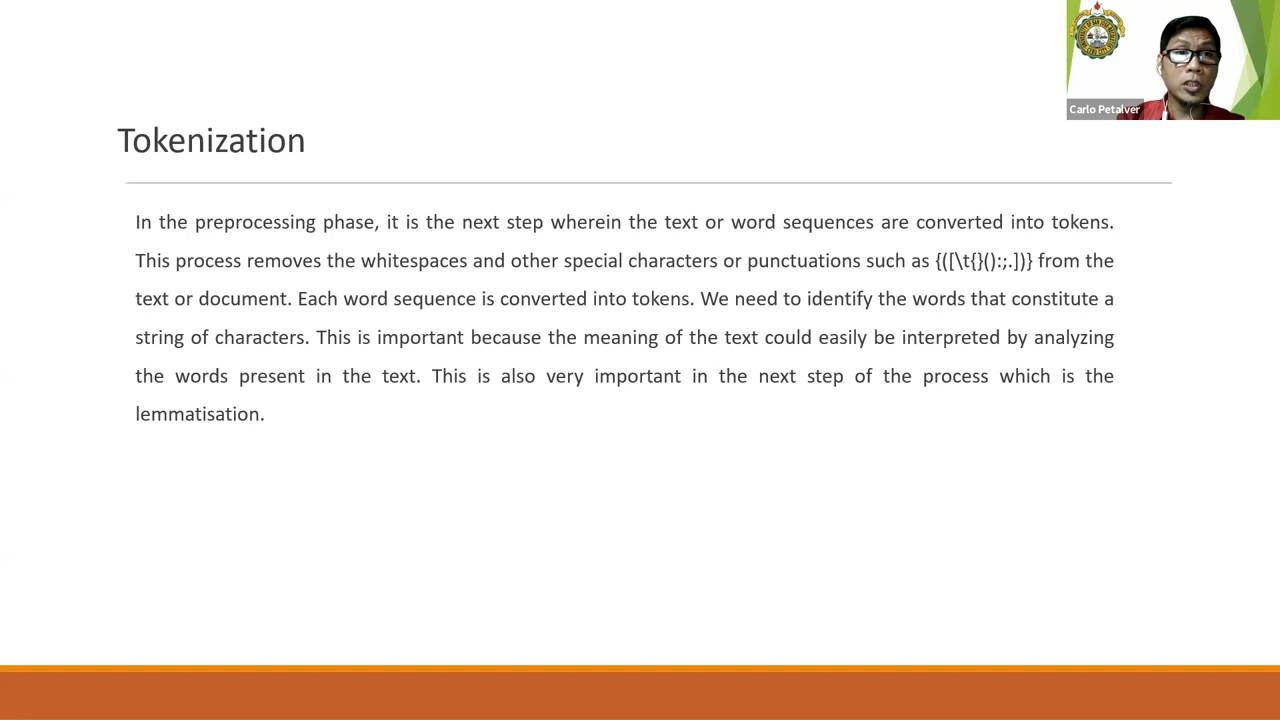 Carlo Petalver
Tokenization
In the preprocessing phase, it is the next step wherein the text or word sequences are converted into tokens.
This process removes the whitespaces and other special characters or punctuations such as {([\t{}():;.])} from the
text or document. Each word sequence is converted into tokens. We need to identify the words that constitute a
string of characters. This is important because the meaning of the text could easily be interpreted by analyzing
the words present in the text. This is also very important in the next step of the process which is the
lemmatisation.